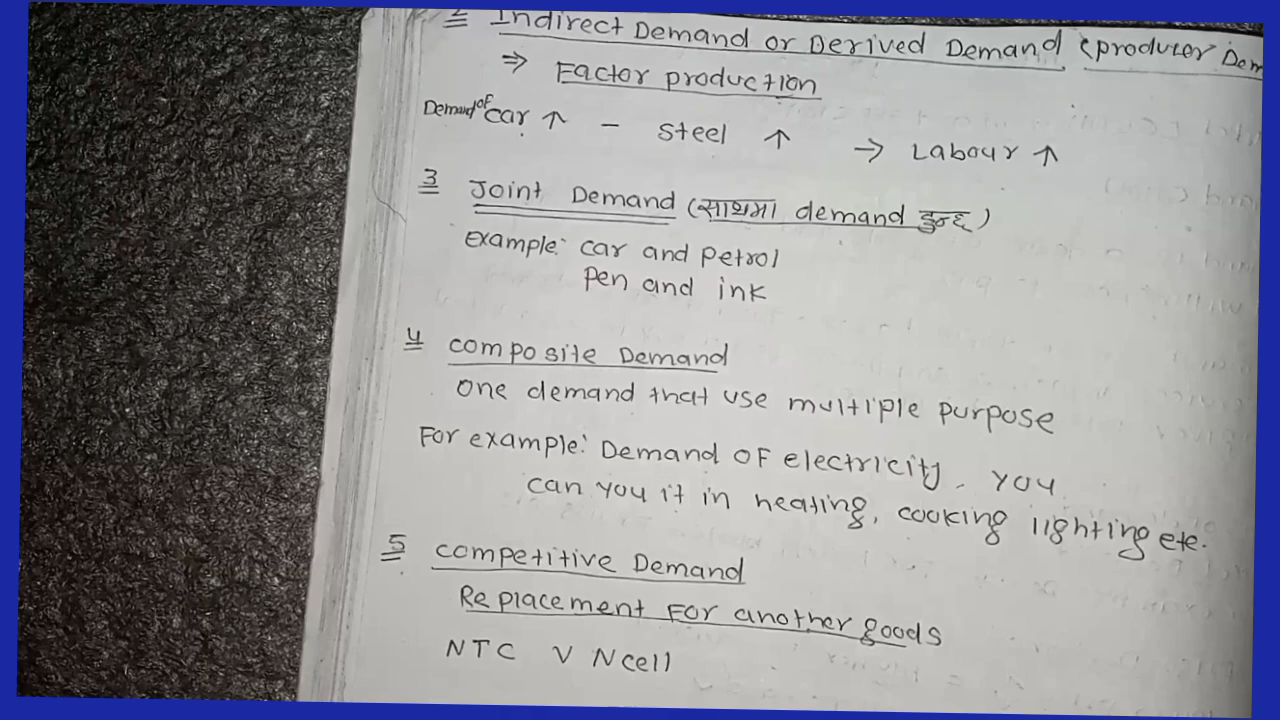 2 Indirect Demand or Derived Demand (producer Dem
⇒ Factor production
Demand of car ↑ - steel ↑ → Labour ↑
3 Joint Demand (साथमा demand हुन्छ)
Example: car and petrol
Pen and ink
4 composite Demand
One demand that use multiple purpose
For example: Demand OF electricity, you
can you it in heating, cooking lighting etc.
5 competitive Demand
Replacement For another goods
NTC V Ncell